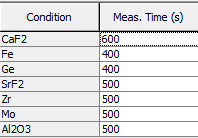 Condition Meas. Time (s)
CaF2 600
Fe 400
Ge 400
SrF2 500
Zr 500
Mo 500
Al2O3 500